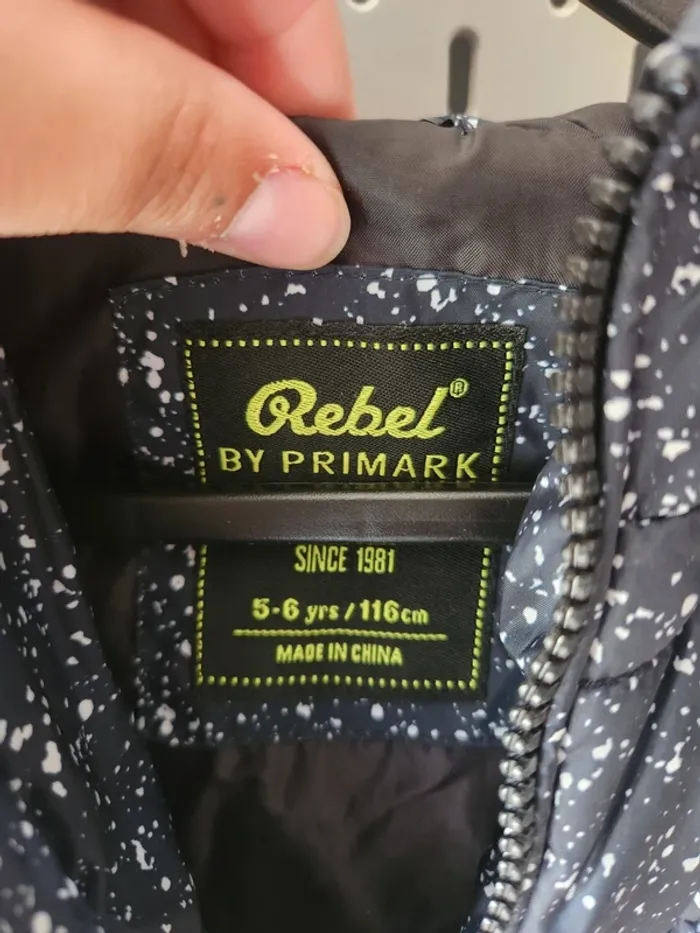 Rebel®
BY PRIMARK
SINCE 1981
5-6 yrs / 116cm
MADE IN CHINA